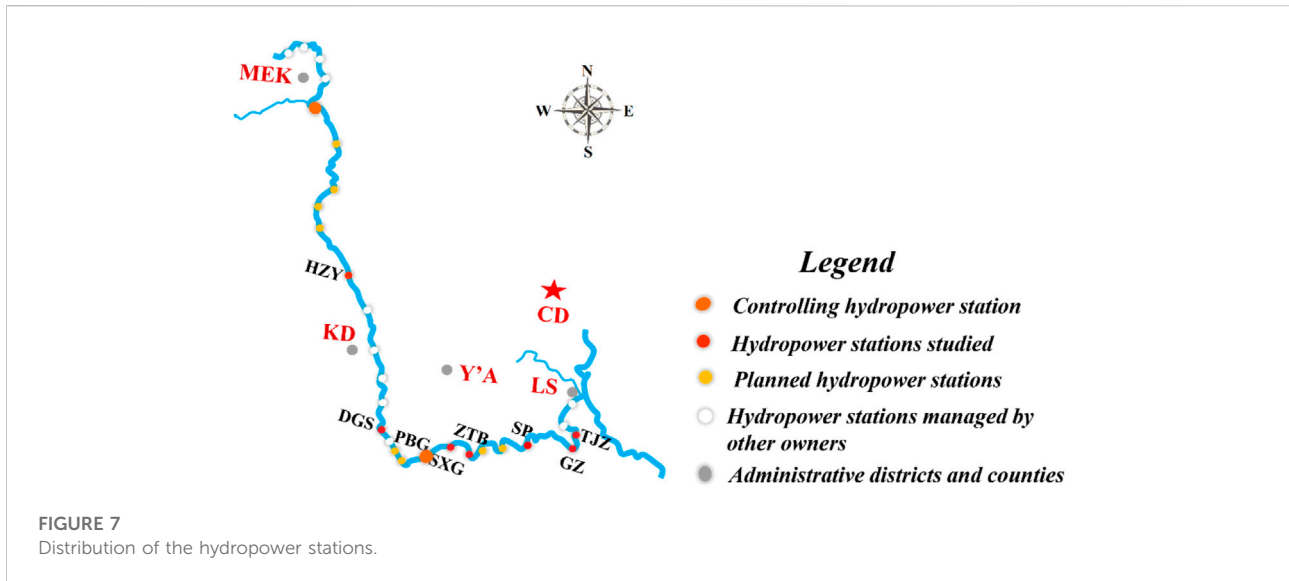 MEK
N
W
E
S
HZY
Legend
CD
Controlling hydropower station
KD
Hydropower stations studied
Y'A
LS
Planned hydropower stations
Hydropower stations managed by
other owners
DGS
PBG
ZTB
SP
TJZ
SXG
GZ
Administrative districts and counties
FIGURE 7
Distribution of the hydropower stations.